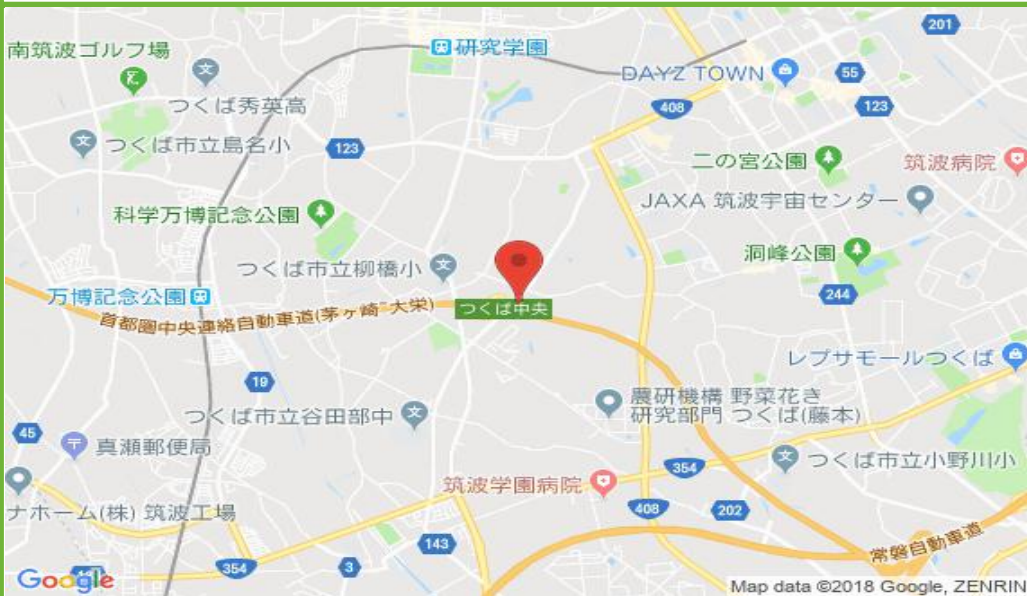 201
南筑波ゴルフ場
研究学園
DAYZ TOWN
55
つくば秀英高
408
123
つくば市立島名小
123
二の宮公園
筑波病院
JAXA 筑波宇宙センター
科学万博記念公園
洞峰公園
つくば市立柳橋小
万博記念公園
244
つくば中央
首都圏中央連絡自動車道(茅ヶ崎-大栄)
レプサモールつくば
19
農研機構 野菜花き
研究部門 つくば(藤本)
つくば市立谷田部中
45
真瀬郵便局
354
つくば市立小野川小
筑波学園病院
408
202
ナホーム(株) 筑波工場
143
常磐自動車道
354
3
Google
Map data ©2018 Google, ZENRIN